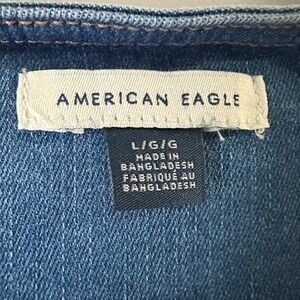 AMERICAN EAGLE
L/G/G
MADE IN
BANGLADESH
FABRIQUÉ AU
BANGLADESH